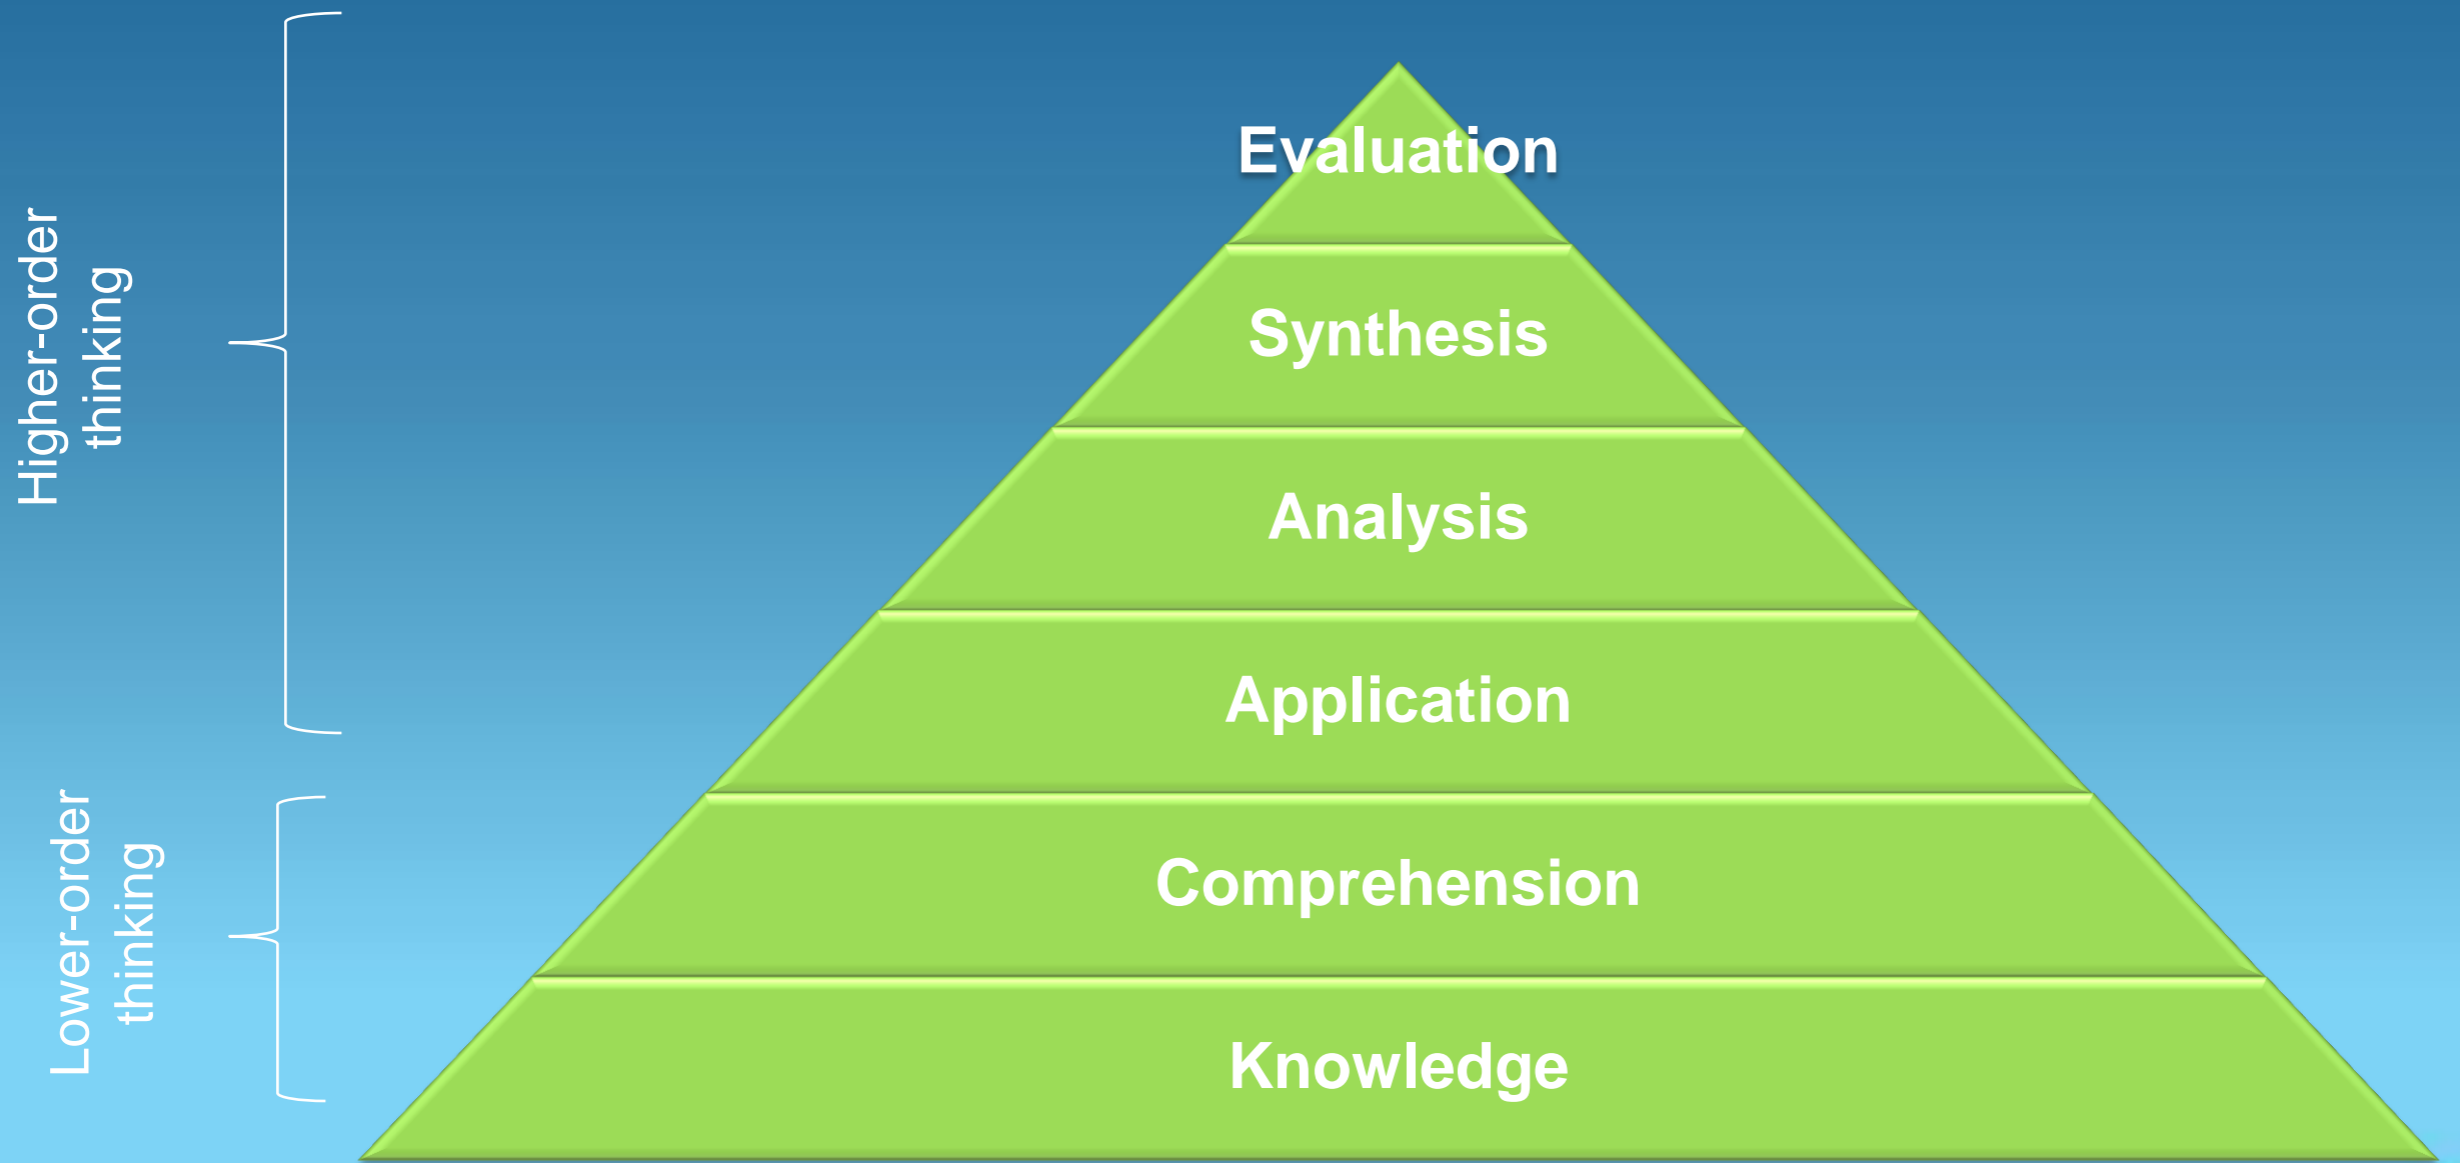 Higher-order
thinking
Evaluation
Synthesis
Analysis
Application
Lower-order
thinking
Comprehension
Knowledge